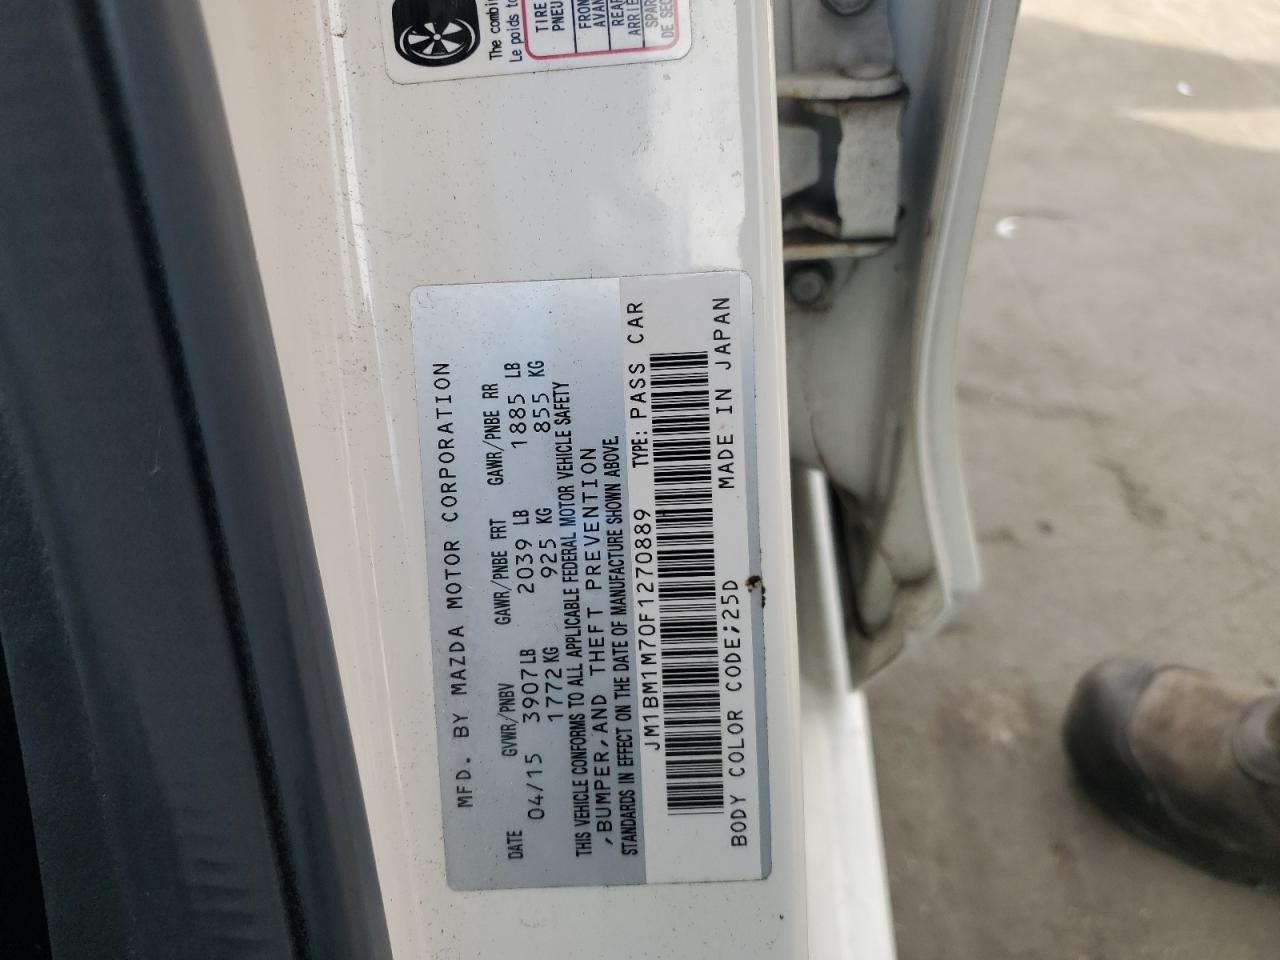 The combi
Le poids to
TIRE
PNEU
FRON
AVAN
REAR
ARRIE
SPAR
DE SEC
MFD. BY MAZDA MOTOR CORPORATION
DATE GVWR/PNBV GAWR/PNBE FRT GAWR/PNBE RR
04/15 3907LB 2039 LB 1885 LB
1772KG 925 KG 855 KG
THIS VEHICLE CONFORMS TO ALL APPLICABLE FEDERAL MOTOR VEHICLE SAFETY
,BUMPER,AND THEFT PREVENTION
STANDARDS IN EFFECT ON THE DATE OF MANUFACTURE SHOWN ABOVE.
JM1BM1M70F1270889 TYPE: PASS CAR
BODY COLOR CODE;25D MADE IN JAPAN